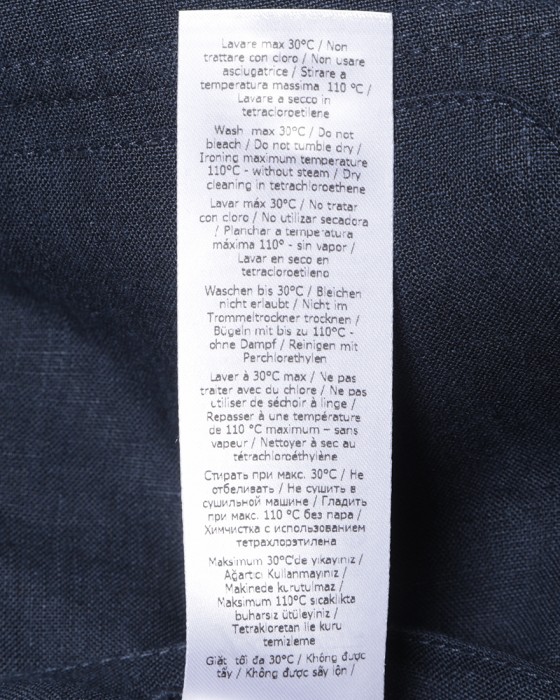 Lavare max 30°C / Non
trattare con cloro / Non usare
asciugatrice / Stirare a
temperatura massima 110 °C /
Lavare a secco in
tetracloroetilene
Wash max 30°C / Do not
bleach / Do not tumble dry /
Ironing maximum temperature
110°C - without steam / Dry
cleaning in tetrachloroethene
Lavar máx 30°C / No tratar
con cloro / No utilizar secadora
/ Planchar a temperatura
máxima 110° - sin vapor /
Lavar en seco en
tetracloroetileno
Waschen bis 30°C / Bleichen
nicht erlaubt / Nicht im
Trommeltrockner trocknen /
Bügeln mit bis zu 110°C -
ohne Dampf / Reinigen mit
Perchlorethylen
Laver à 30°C max / Ne pas
traiter avec du chlore / Ne pas
utiliser de séchoir à linge /
Repasser à une température
de 110 °C maximum – sans
vapeur / Nettoyer à sec au
tétrachloroéthylène
Стирать при макс. 30°C / Не
отбеливать / Не сушить в
сушильной машине / Гладить
при макс. 110 °C без пара /
Химчистка с использованием
тетрахлорэтилена
Maksimum 30°C'de yıkayınız /
Ağartıcı Kullanmayınız /
Makinede kurutulmaz /
Maksimum 110°C sıcaklıkta
buharsız ütüleyiniz /
Tetrakloretan ile kuru
temizleme
Giặt tối đa 30°C / Không được
tẩy / Không được sấy lộn /